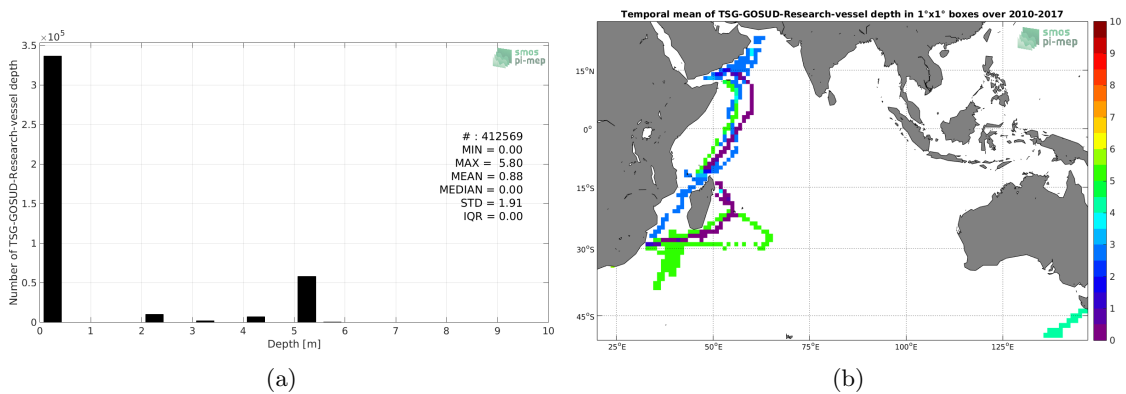 ×10^5
3.5
3
2.5
2
1.5
1
0.5
0
Number of TSG-GOSUD-Research-vessel depth
smos
pi-mep
# : 412569
MIN = 0.00
MAX = 5.80
MEAN = 0.88
MEDIAN = 0.00
STD = 1.91
IQR = 0.00
0 1 2 3 4 5 6 7 8 9 10
Depth [m]
(a)
Temporal mean of TSG-GOSUD-Research-vessel depth in 1°x1° boxes over 2010-2017
smos
pi-mep
15°N
0°
15°S
30°S
45°S
25°E 50°E 75°E 100°E 125°E
10
9
8
7
6
5
4
3
2
1
0
(b)